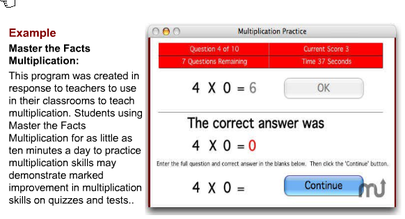 Example
Master the Facts
Multiplication:
This program was created in
response to teachers to use
in their classrooms to teach
multiplication. Students using
Master the Facts
Multiplication for as little as
ten minutes a day to practice
multiplication skills may
demonstrate marked
improvement in multiplication
skills on quizzes and tests..
Multiplication Practice
Question 4 of 10 Current Score 3
7 Questions Remaining Time 37 Seconds
4 X 0 = 6 OK
The correct answer was
4 X 0 = 0
Enter the full question and correct answer in the blanks below. Then click the 'Continue' button.
4 X 0 = Continue